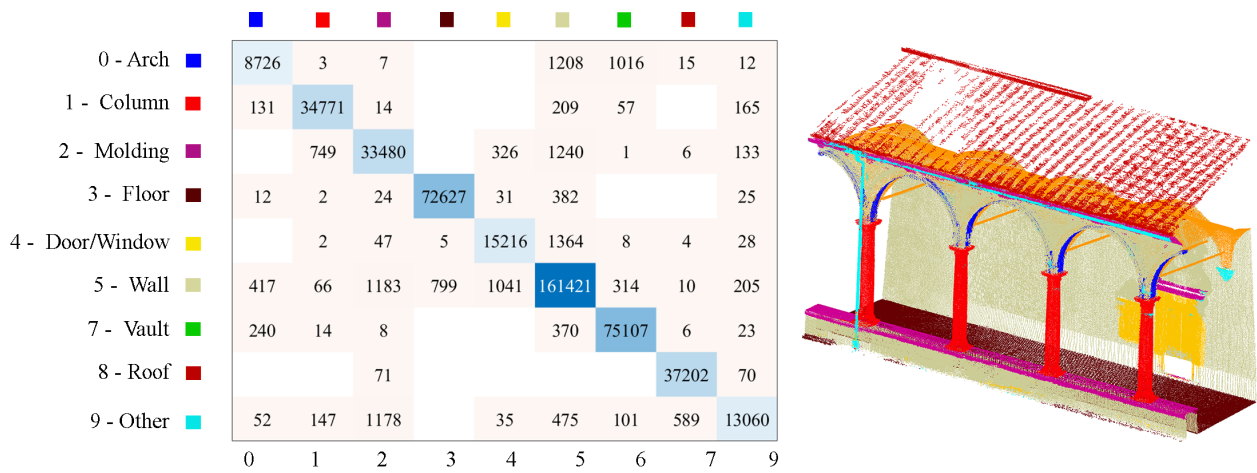 0 - Arch 8726 3 7 1208 1016 15 12
1 - Column 131 34771 14 209 57 165
2 - Molding 749 33480 326 1240 1 6 133
3 - Floor 12 2 24 72627 31 382 25
4 - Door/Window 2 47 5 15216 1364 8 4 28
5 - Wall 417 66 1183 799 1041 161421 314 10 205
7 - Vault 240 14 8 370 75107 6 23
8 - Roof 71 37202 70
9 - Other 52 147 1178 35 475 101 589 13060
0 1 2 3 4 5 6 7 9